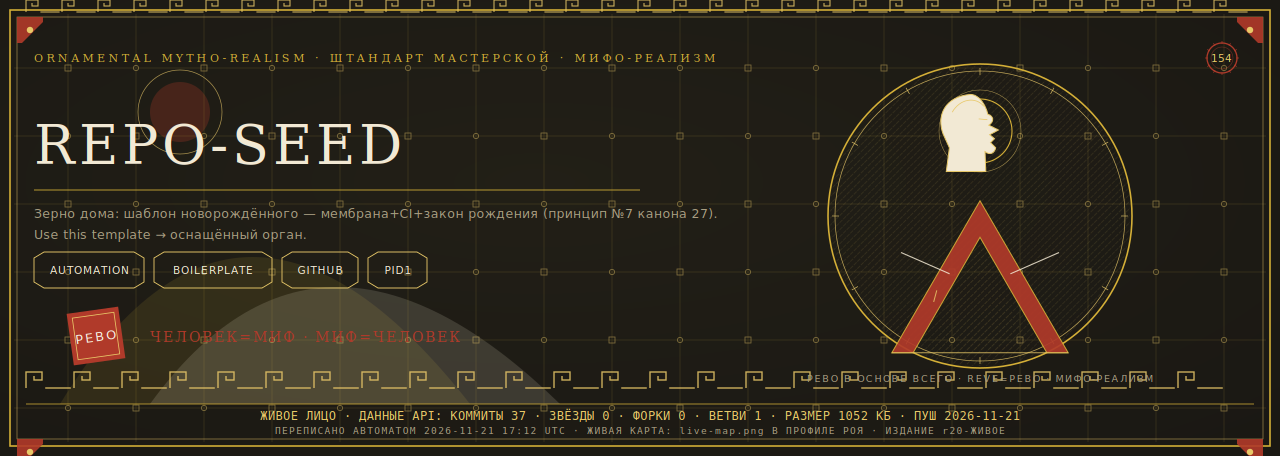 ORNAMENTAL MYTHO-REALISM · ШТАНДАРТ МАСТЕРСКОЙ · МИФО-РЕАЛИЗМ
154
REPO-SEED
Зерно дома: шаблон новорождённого — мембрана+CI+закон рождения (принцип №7 канона 27).
Use this template → оснащённый орган.
AUTOMATION BOILERPLATE GITHUB PID1
РЕВО
ЧЕЛОВЕК=МИФ · МИФ=ЧЕЛОВЕК
РЕВО В ОСНОВЕ ВСЕГО · REVE=РЕВО · МИФО-РЕАЛИЗМ
ЖИВОЕ ЛИЦО · ДАННЫЕ API: КОММИТЫ 37 · ЗВЁЗДЫ 0 · ФОРКИ 0 · ВЕТВИ 1 · РАЗМЕР 1052 КБ · ПУШ 2026-11-21
ПЕРЕПИСАНО АВТОМАТОМ 2026-11-21 17:12 UTC · ЖИВАЯ КАРТА: live-map.png В ПРОФИЛЕ РОЯ · ИЗДАНИЕ r20-ЖИВОЕ